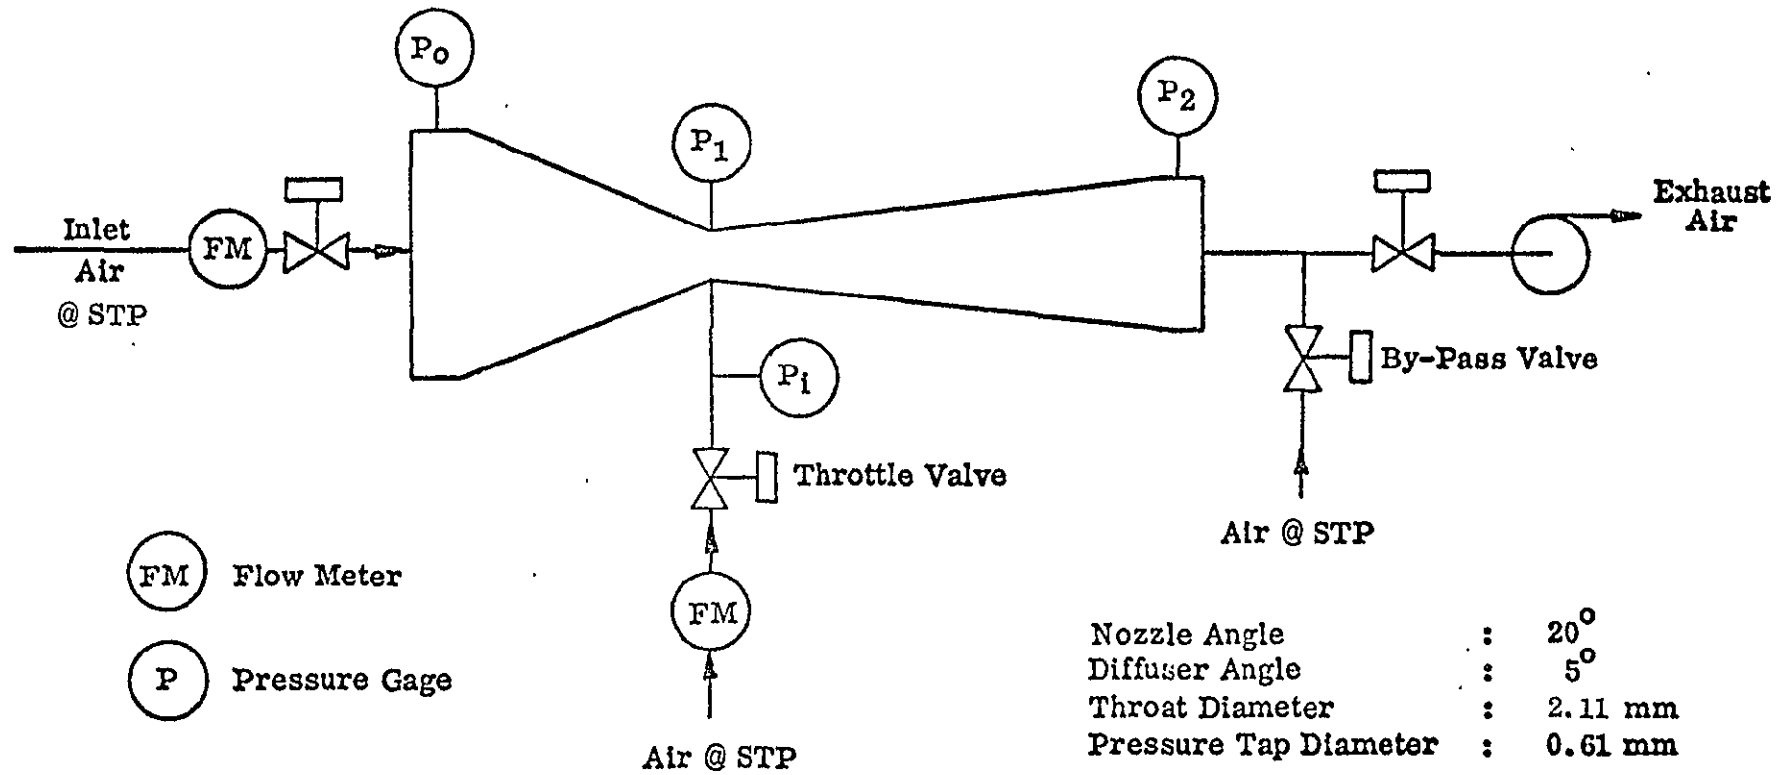 P0
P1
P2
Inlet
Air
@ STP
FM
Exhaust
Air
Pi
By-Pass Valve
Throttle Valve
Air @ STP
FM Flow Meter
FM
P Pressure Gage
Air @ STP
Nozzle Angle : 20°
Diffuser Angle : 5°
Throat Diameter : 2.11 mm
Pressure Tap Diameter : 0.61 mm